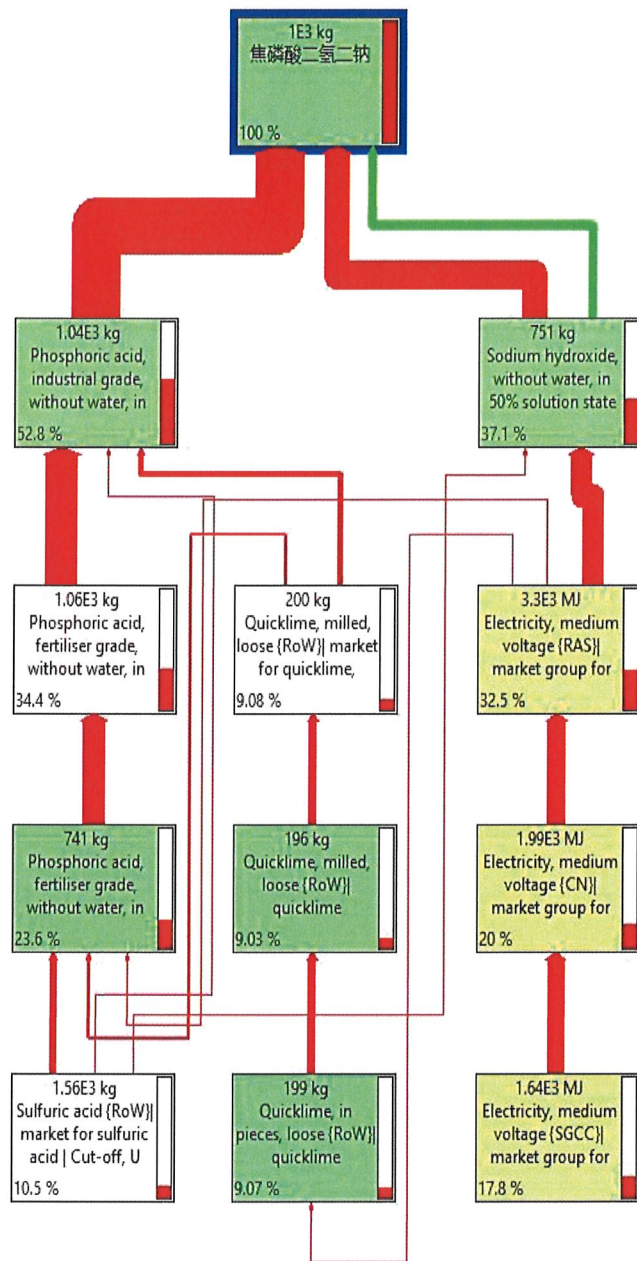 1E3 kg
焦磷酸二氢二钠
100 %
1.04E3 kg
Phosphoric acid,
industrial grade,
without water, in
52.8 %
751 kg
Sodium hydroxide,
without water, in
50% solution state
37.1 %
1.06E3 kg
Phosphoric acid,
fertiliser grade,
without water, in
34.4 %
200 kg
Quicklime, milled,
loose {RoW}| market
for quicklime,
9.08 %
3.3E3 MJ
Electricity, medium
voltage {RAS}|
market group for
32.5 %
741 kg
Phosphoric acid,
fertiliser grade,
without water, in
23.6 %
196 kg
Quicklime, milled,
loose {RoW}|
quicklime
9.03 %
1.99E3 MJ
Electricity, medium
voltage {CN}|
market group for
20 %
1.56E3 kg
Sulfuric acid {RoW}|
market for sulfuric
acid | Cut-off, U
10.5 %
199 kg
Quicklime, in
pieces, loose {RoW}|
quicklime
9.07 %
1.64E3 MJ
Electricity, medium
voltage {SGCC}|
market group for
17.8 %